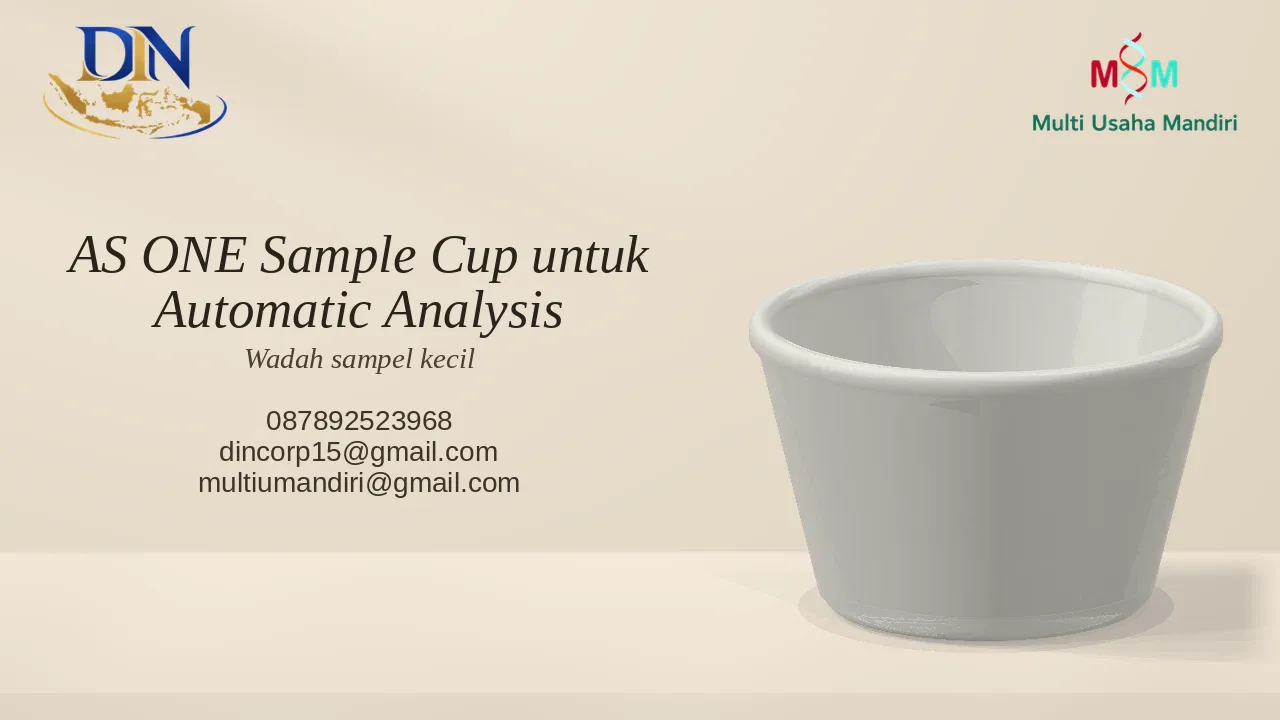 DIN
MSM
Multi Usaha Mandiri
AS ONE Sample Cup untuk
Automatic Analysis
Wadah sampel kecil
087892523968
dincorp15@gmail.com
multiumandiri@gmail.com